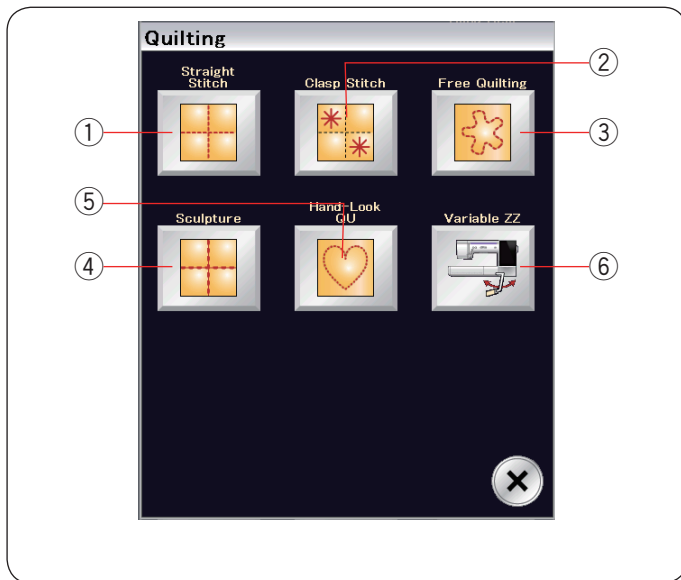 Quilting
②
Straight
Stitch
Clasp Stitch
Free Quilting
①
③
⑤
Sculpture
Hand-Look
QU
Variable ZZ
④
⑥